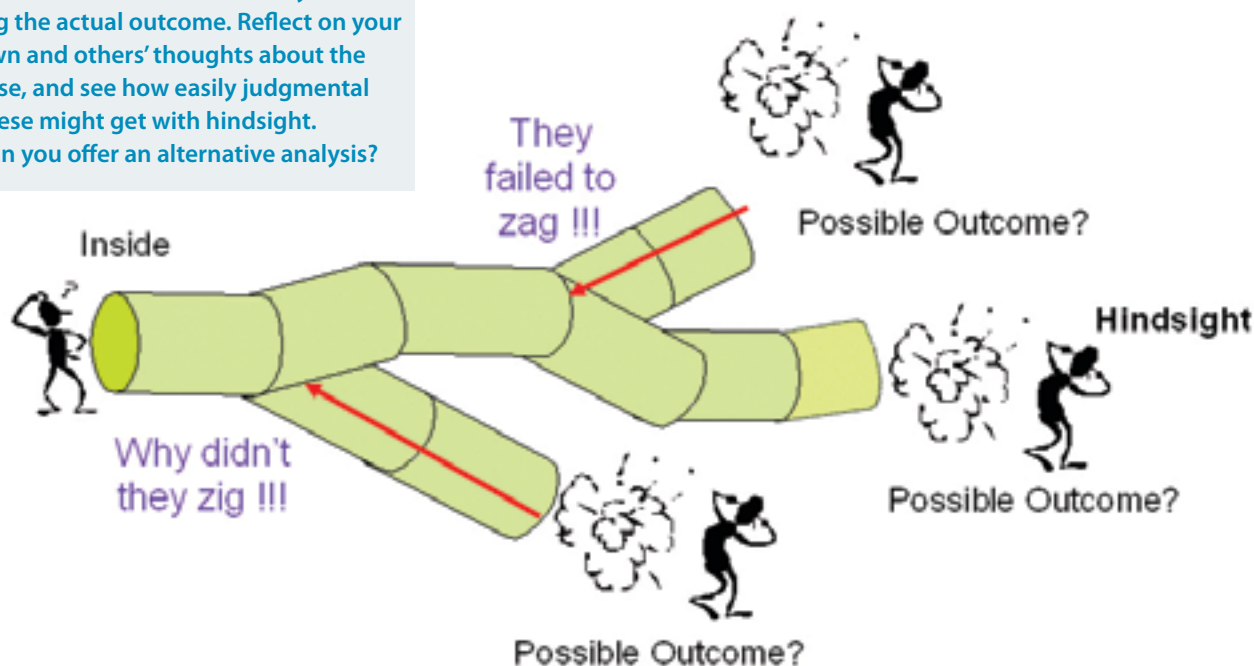 g the actual outcome. Reflect on your
wn and others’ thoughts about the
se, and see how easily judgmental
ese might get with hindsight.
n you offer an alternative analysis?
They
failed to
zag !!!
Possible Outcome?
Inside
Hindsight
Why didn't
they zig !!!
Possible Outcome?
Possible Outcome?